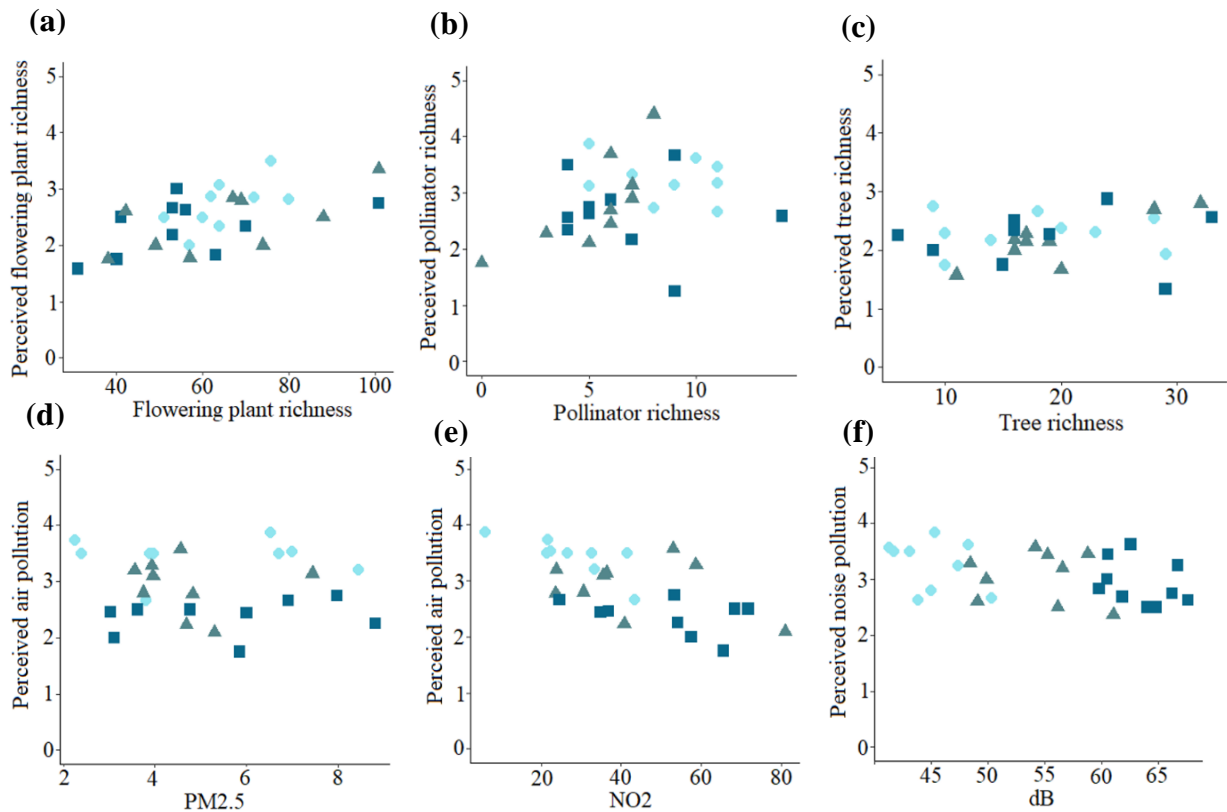 (a)
Perceived flowering plant richness
5
4
3
2
1
0
40 60 80 100
Flowering plant richness
(b)
Perceived pollinator richness
5
4
3
2
1
0
0 5 10
Pollinator richness
(c)
Perceived tree richness
5
4
3
2
1
0
10 20 30
Tree richness
(d)
Perceived air pollution
5
4
3
2
1
0
2 4 6 8
PM2.5
(e)
Perceied air pollution
5
4
3
2
1
0
20 40 60 80
NO2
(f)
Perceived noise pollution
5
4
3
2
1
0
45 50 55 60 65
dB